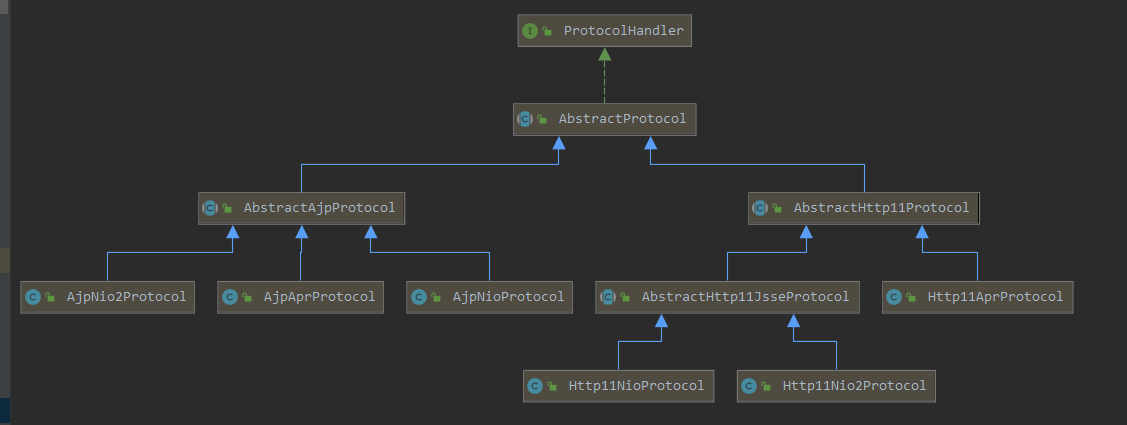 ProtocolHandler
AbstractProtocol
AbstractAjpProtocol
AbstractHttp11Protocol
AjpNio2Protocol
AjpAprProtocol
AjpNioProtocol
AbstractHttp11JsseProtocol
Http11AprProtocol
Http11NioProtocol
Http11Nio2Protocol